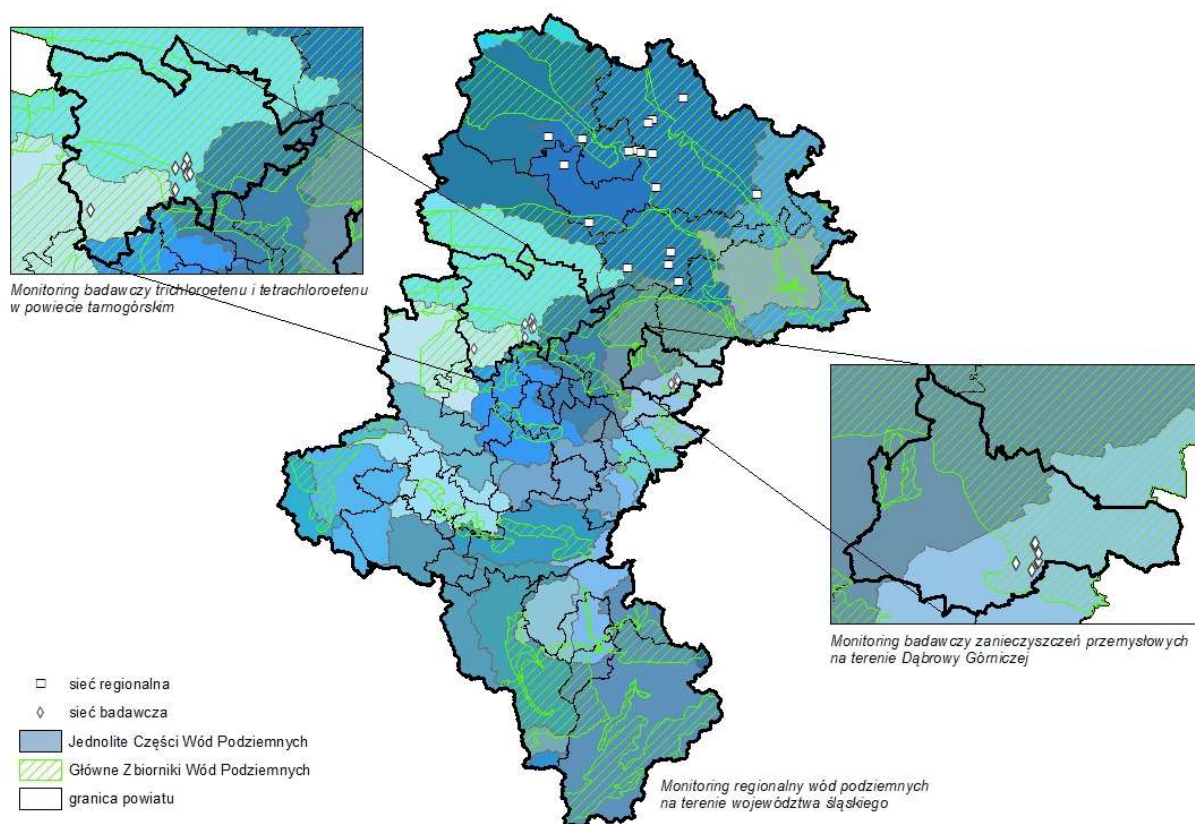 Monitoring badawczy trichloroetenu i tetrachloroetenu
w powiecie tarnogórskim
Monitoring badawczy zanieczyszczeń przemysłowych
na terenie Dąbrowy Górniczej
sieć regionalna
sieć badawcza
Jednolite Części Wód Podziemnych
Główne Zbiorniki Wód Podziemnych
granica powiatu
Monitoring regionalny wód podziemnych
na terenie województwa śląskiego